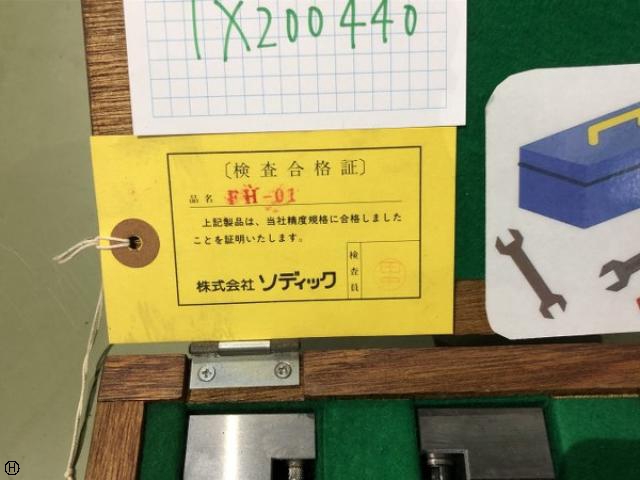 TX200440
〔検査合格証〕
品名 FH-01
上記製品は、当社精度規格に合格しました
ことを証明いたします。
株式会社 ソディック
検査員
H